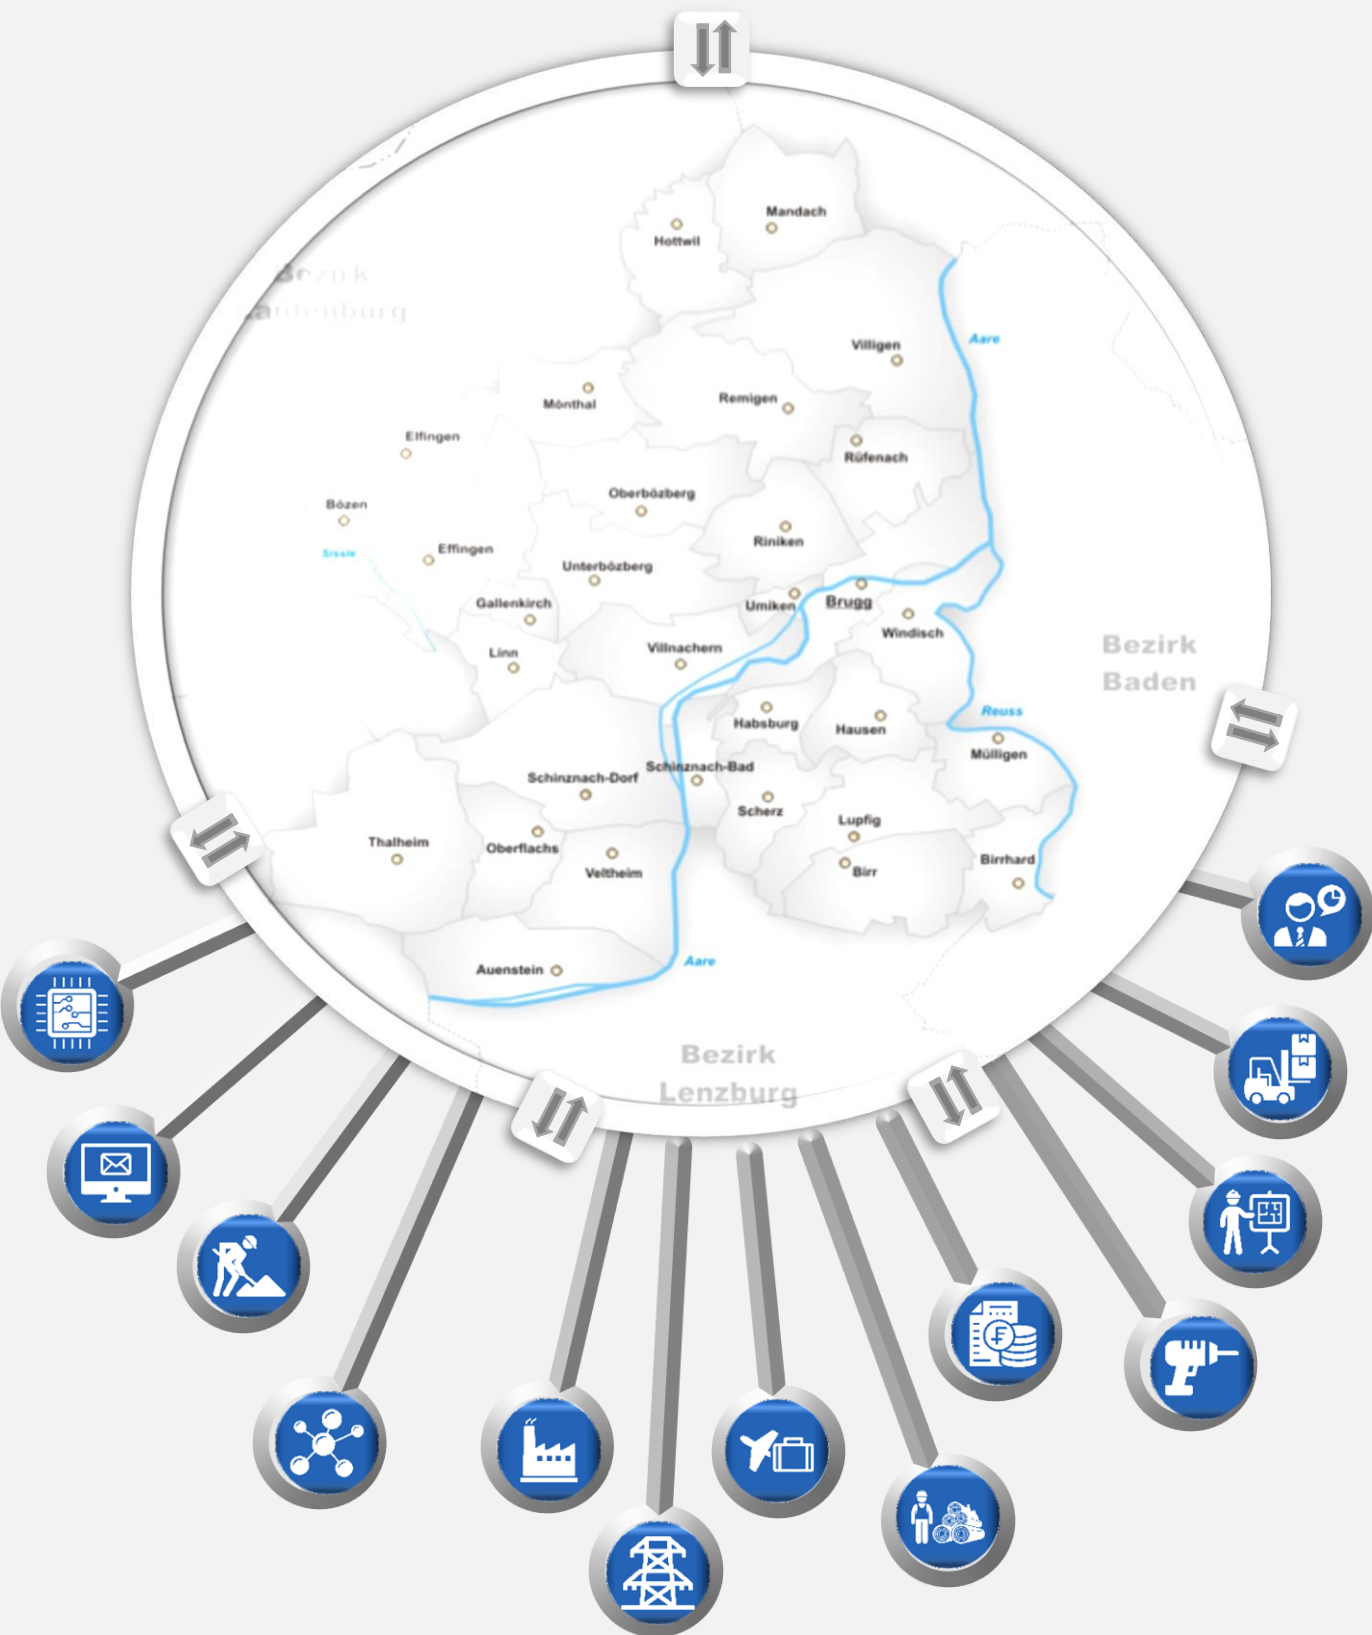 Mandach
Hottwil
Bezirk
Aare
Villigen
Mönthal
Remigen
Elfingen
Rüfenach
Oberbözberg
Bözen
Riniken
Sissle
Effingen
Unterbözberg
Gallenkirch
Umiken
Brugg
Windisch
Linn
Villnachern
Bezirk
Baden
Habsburg
Hausen
Reuss
Mülligen
Schinznach-Bad
Schinznach-Dorf
Scherz
Lupfig
Thalheim
Oberflachs
Veltheim
Birr
Birrhard
Auenstein
Aare
Bezirk
Lenzburg